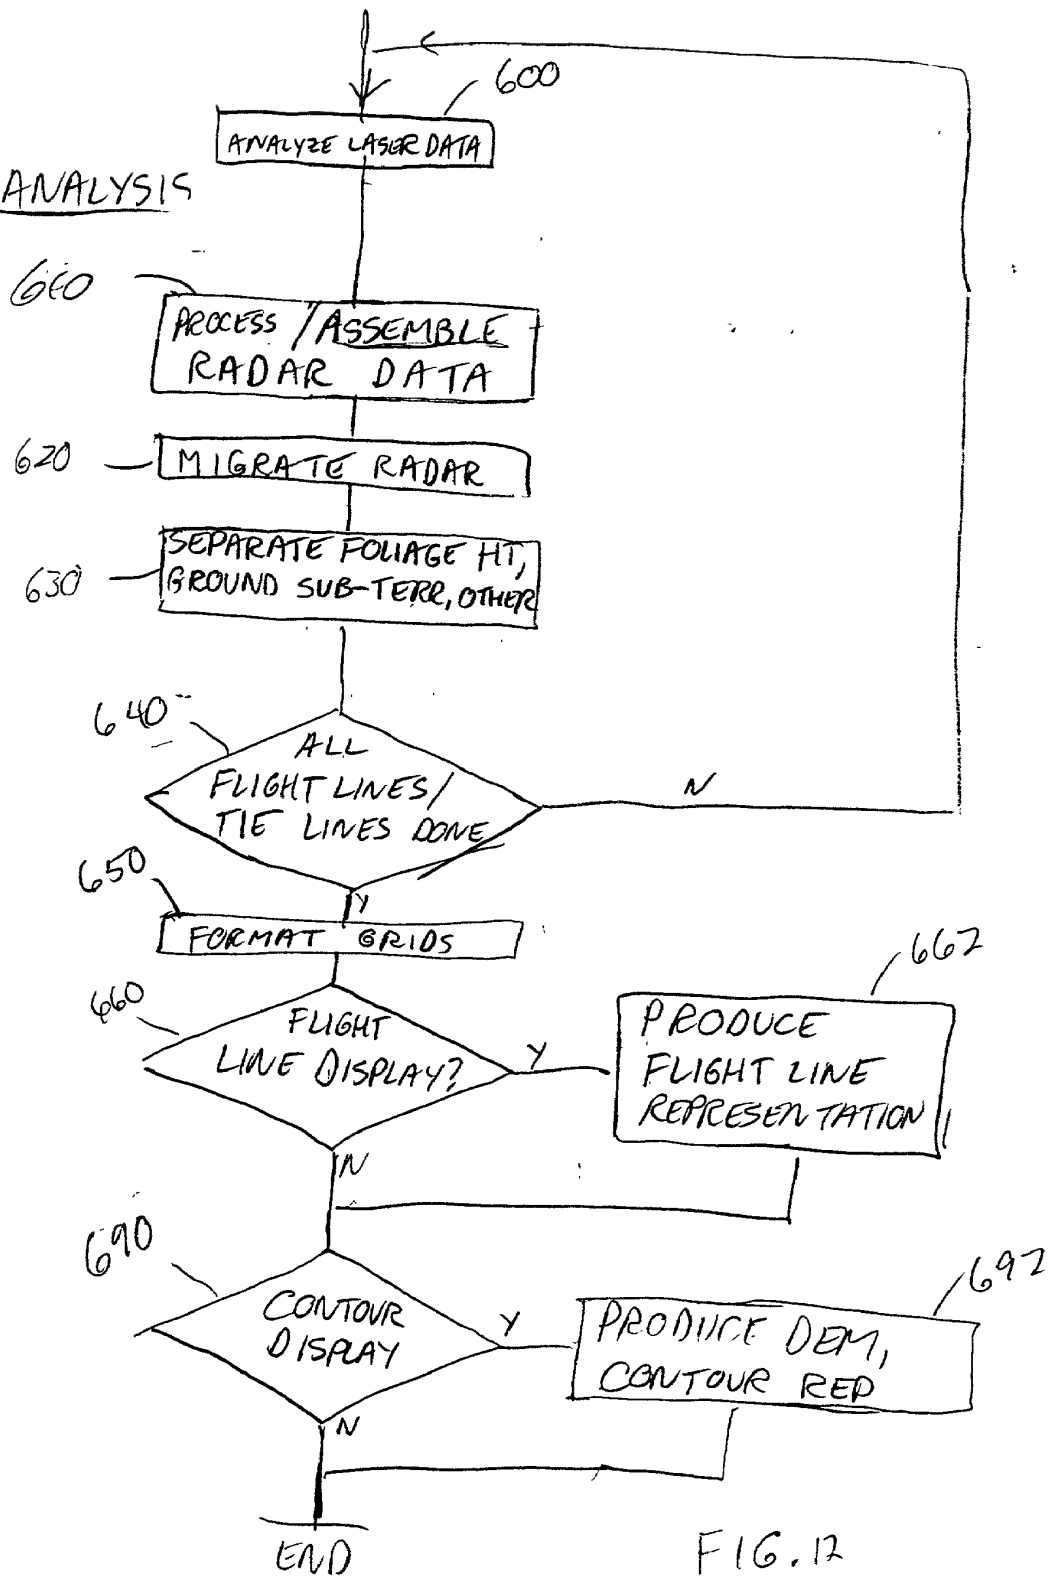 600
ANALYZE LASER DATA
ANALYSIS
PROCESS / ASSEMBLE
RADAR DATA
620
MIGRATE RADAR
SEPARATE FOLIAGE HT,
630
GROUND SUB-TERR, OTHER
640
ALL
FLIGHT LINES/
TIE LINES DONE
N
650
Y
FORMAT GRIDS
662
660
FLIGHT
LINE DISPLAY?
Y
PRODUCE
FLIGHT LINE
REPRESENTATION
N
690
692
CONTOUR
DISPLAY
Y
PRODUCE DEM,
CONTOUR REP
N
END
FIG. 12